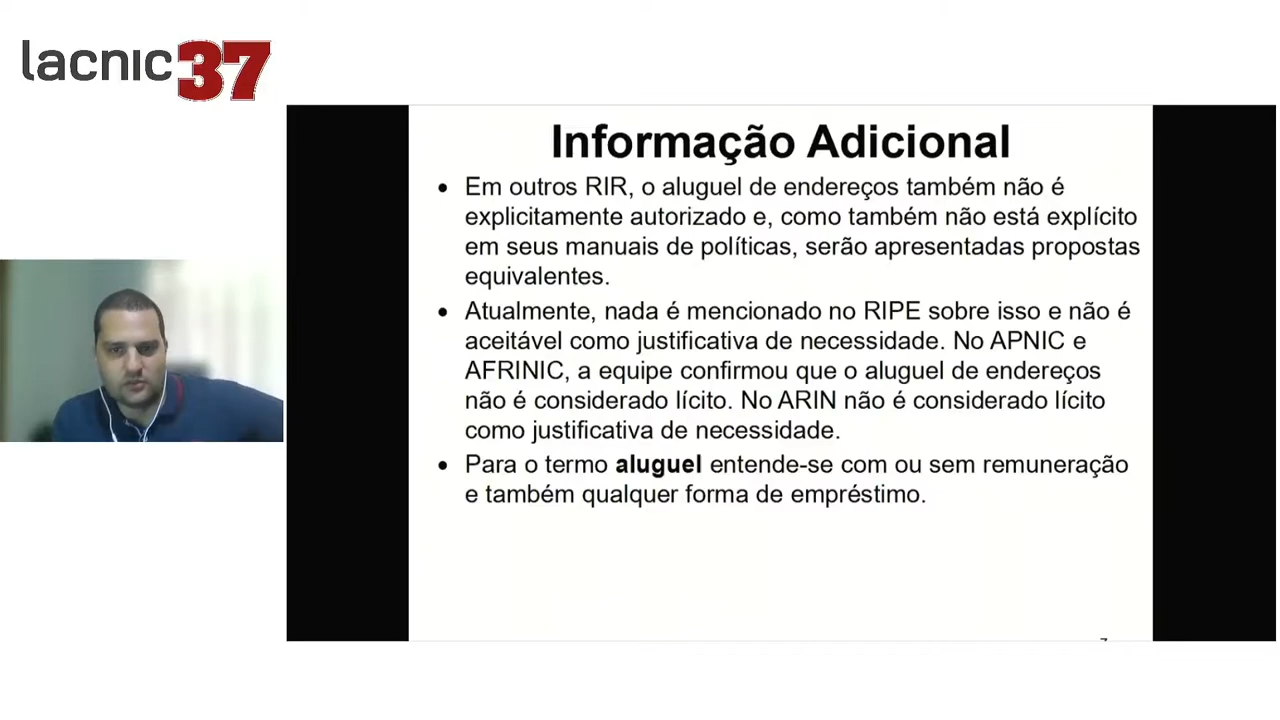 lacnic37
Informação Adicional
• Em outros RIR, o aluguel de endereços também não é
explicitamente autorizado e, como também não está explícito
em seus manuais de políticas, serão apresentadas propostas
equivalentes.
• Atualmente, nada é mencionado no RIPE sobre isso e não é
aceitável como justificativa de necessidade. No APNIC e
AFRINIC, a equipe confirmou que o aluguel de endereços
não é considerado lícito. No ARIN não é considerado lícito
como justificativa de necessidade.
• Para o termo aluguel entende-se com ou sem remuneração
e também qualquer forma de empréstimo.